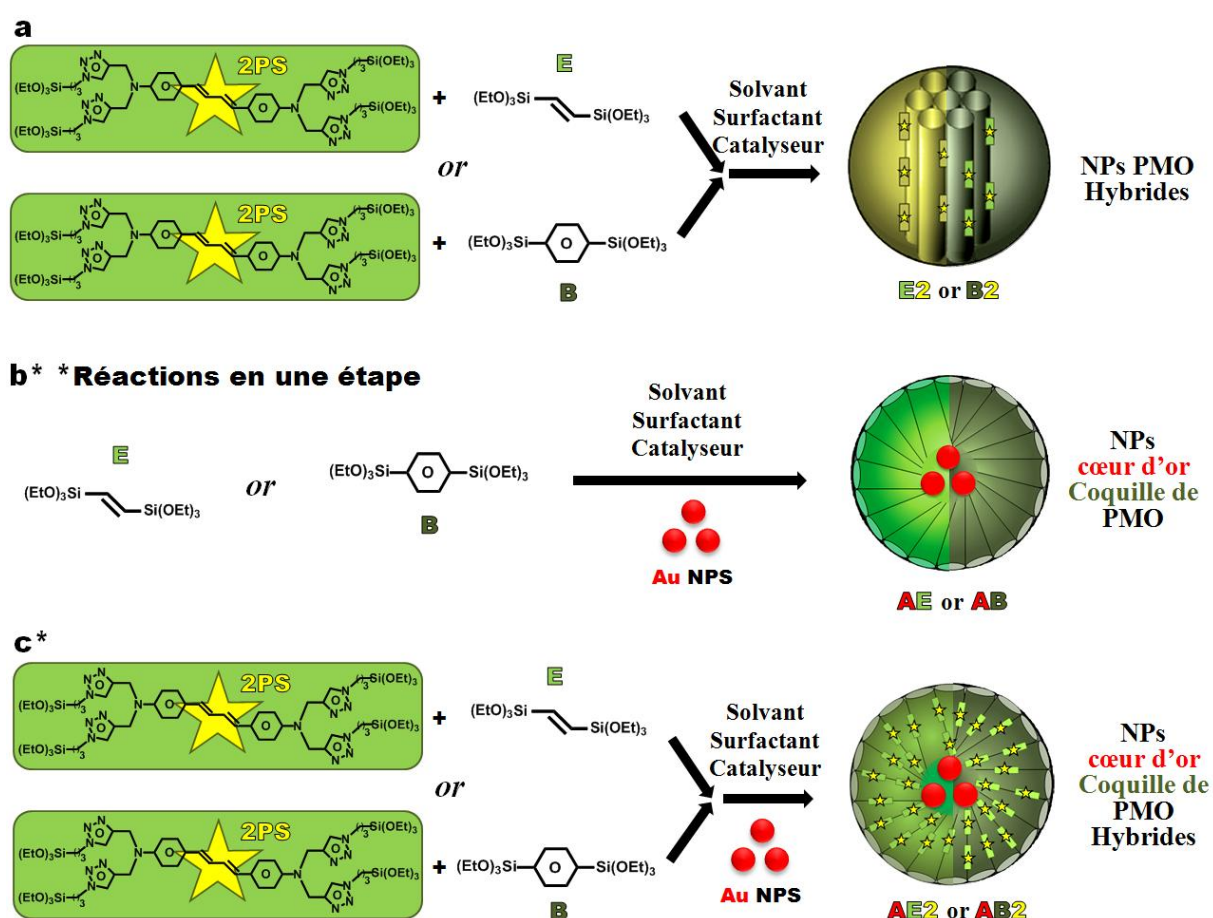 a
2PS
(EtO)₃Si
(EtO)₃Si
N
N
N
N
N
N
N
N
Si(OEt)₃
Si(OEt)₃
+
E
(EtO)₃Si
Si(OEt)₃
Solvant
Surfactant
Catalyseur
or
2PS
(EtO)₃Si
(EtO)₃Si
Si(OEt)₃
Si(OEt)₃
+
(EtO)₃Si
O
Si(OEt)₃
B
NPs PMO
Hybrides
E2 or B2
b* *Réactions en une étape
E
(EtO)₃Si
Si(OEt)₃
or
(EtO)₃Si
O
Si(OEt)₃
B
Solvant
Surfactant
Catalyseur
Au NPS
NPs
cœur d’or
Coquille de
PMO
AE or AB
c*
2PS
(EtO)₃Si
(EtO)₃Si
Si(OEt)₃
Si(OEt)₃
+
E
(EtO)₃Si
Si(OEt)₃
Solvant
Surfactant
Catalyseur
or
2PS
(EtO)₃Si
(EtO)₃Si
Si(OEt)₃
Si(OEt)₃
+
(EtO)₃Si
O
Si(OEt)₃
B
Au NPS
NPs
cœur d’or
Coquille de
PMO
Hybrides
AE2 or AB2